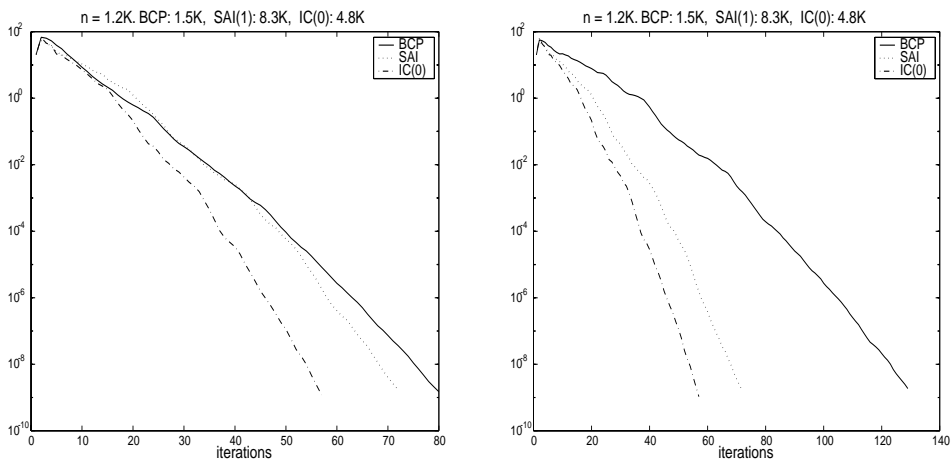 n = 1.2K. BCP: 1.5K, SAI(1): 8.3K, IC(0): 4.8K
10^2
10^0
10^-2
10^-4
10^-6
10^-8
10^-10
BCP
SAI
IC(0)
0 10 20 30 40 50 60 70 80
iterations
n = 1.2K. BCP: 1.5K, SAI(1): 8.3K, IC(0): 4.8K
10^2
10^0
10^-2
10^-4
10^-6
10^-8
10^-10
BCP
SAI
IC(0)
0 20 40 60 80 100 120 140
iterations